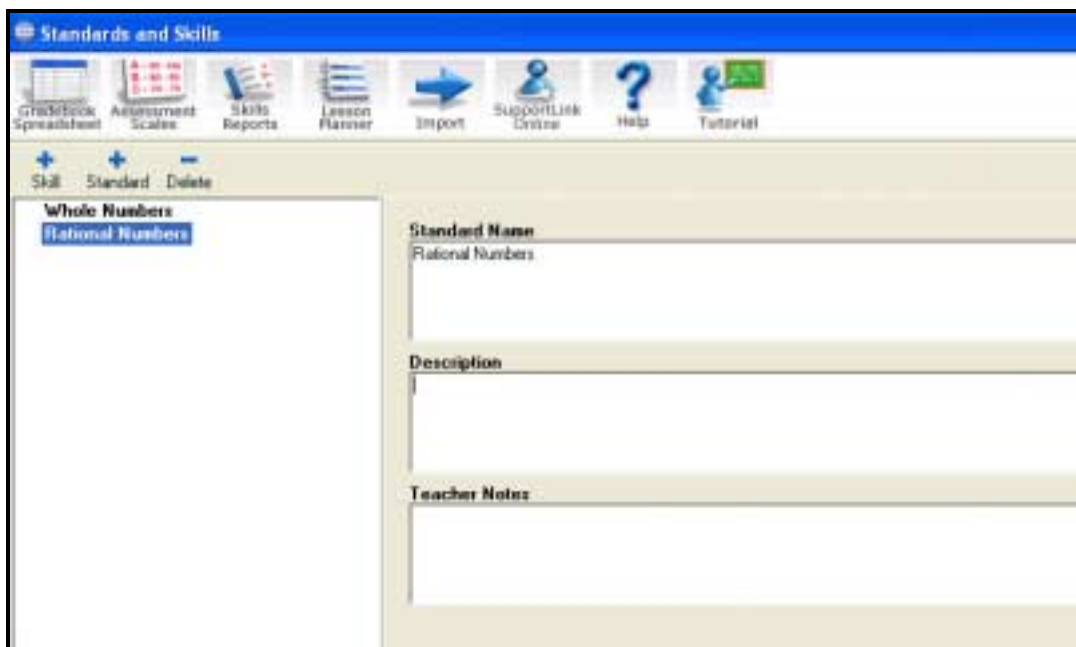 Standards and Skills
Gradebook Spreadsheet
Assessment Scales
Skills Reports
Lesson Planner
Import
SupportLink Online
Help
Tutorial
Skill Standard Delete
Whole Numbers
Rational Numbers
Standard Name
Rational Numbers
Description
Teacher Notes